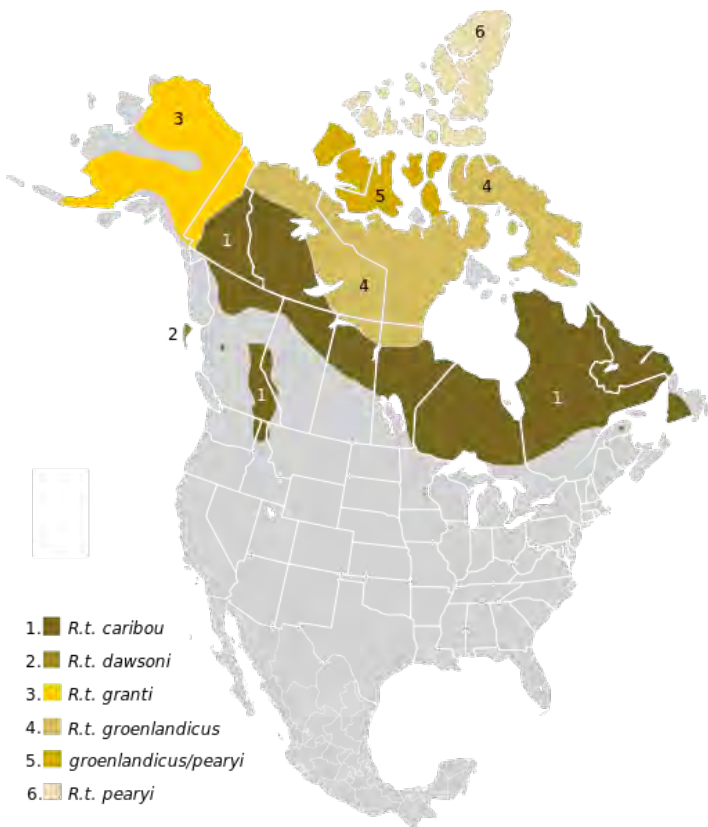 6
3
4
5
1
4
2
1
1
1. R.t. caribou
2. R.t. dawsoni
3. R.t. granti
4. R.t. groenlandicus
5. groenlandicus/pearyi
6. R.t. pearyi